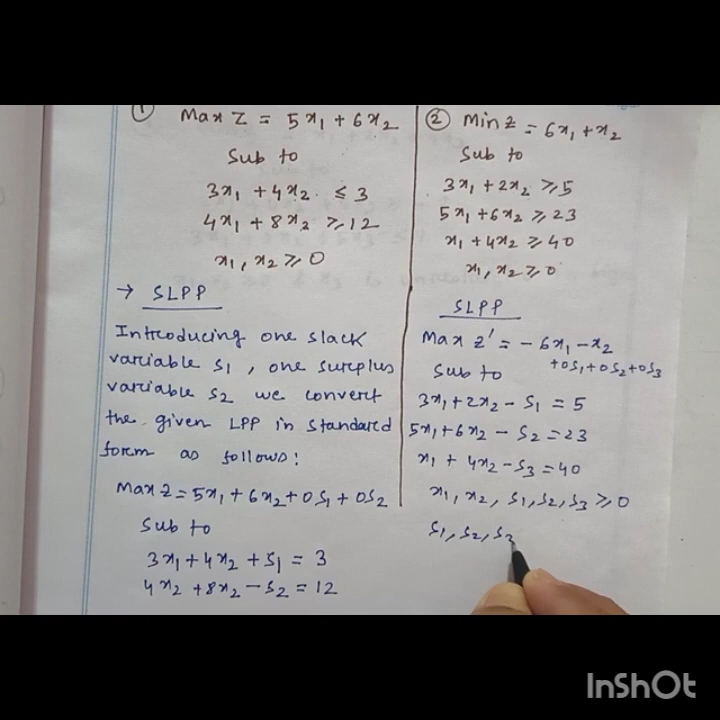 ① Max Z = 5x₁ + 6x₂
Sub to
3x₁ + 4x₂ ≤ 3
4x₁ + 8x₂ ≥ 12
x₁, x₂ ≥ 0
→ SLPP
Introducing one slack
variable S₁, one surplus
variable S₂ we convert
the given LPP in standard
form as follows:
Max Z = 5x₁ + 6x₂ + 0S₁ + 0S₂
Sub to
3x₁ + 4x₂ + S₁ = 3
4x₂ + 8x₂ - S₂ = 12
② Min Z = 6x₁ + x₂
Sub to
3x₁ + 2x₂ ≥ 5
5x₁ + 6x₂ ≥ 23
x₁ + 4x₂ ≥ 40
x₁, x₂ ≥ 0
SLPP
Max Z' = - 6x₁ - x₂
+ 0S₁ + 0S₂ + 0S₃
Sub to
3x₁ + 2x₂ - S₁ = 5
5x₁ + 6x₂ - S₂ = 23
x₁ + 4x₂ - S₃ = 40
x₁, x₂, S₁, S₂, S₃ ≥ 0
S₁, S₂, S₃
InShOt